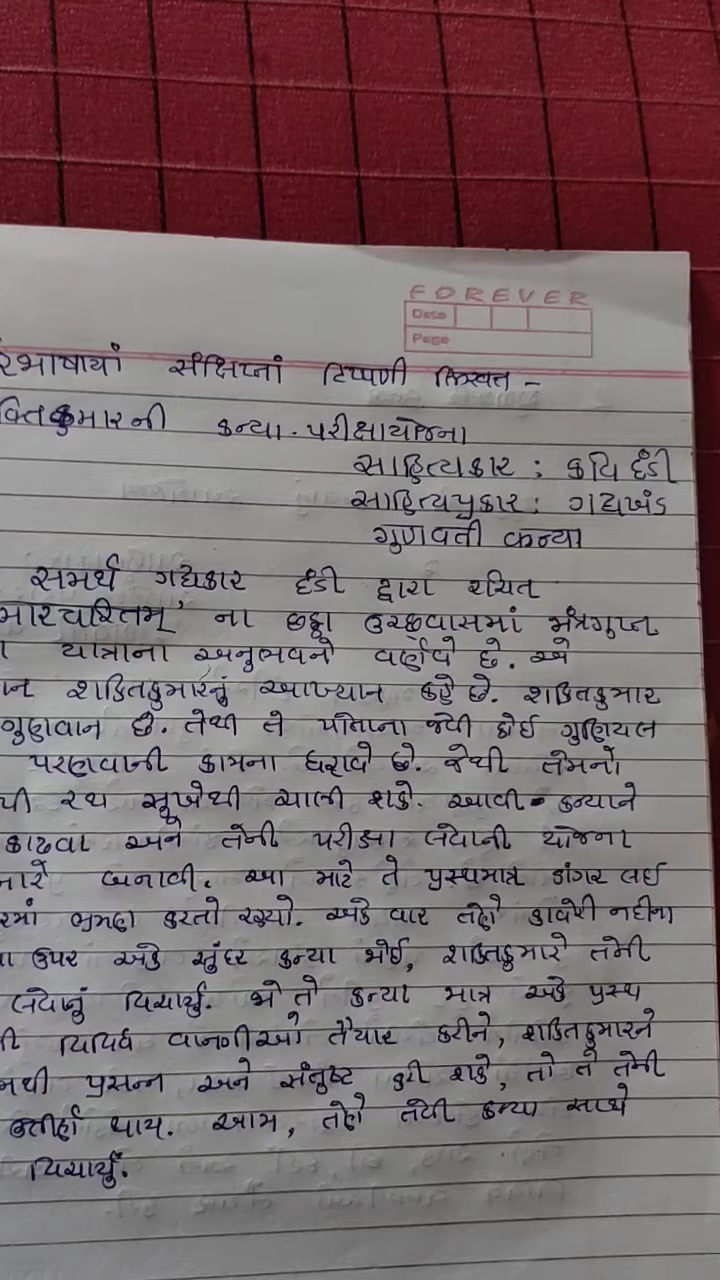 FOREVER
Date
Page
રભાષાયાં સંક્ષિપ્તાં ટિપ્પણી લિખત -
ક્તિકુમારની કન્યા-પરીક્ષાયોજના
સાહિત્યકાર : કવિ દંડી
સાહિત્યપ્રકાર : ગદ્યખંડ
ગુણવતી કન્યા
સમર્થ ગદ્યકાર દંડી દ્વારા રચિત
મારચરિતમ્' ના છઠ્ઠા ઉચ્છવાસમાં મંત્રગુપ્ત
ા યાત્રાના અનુભવને વર્ણવે છે. એ
ાન શક્તિકુમારનું આખ્યાન કહે છે. શક્તિકુમાર
ગુણવાન છે. તેથી તે પોતાના જેવી કોઈ ગુણિયલ
પરણવાની કામના ધરાવે છે. જેથી તેમનો
ી રથ સૂખેથી ચાલી શકે. આવી કન્યાને
કાઢવા અને તેની પરીક્ષા લેવાની યોજના
મારે બનાવી. આ માટે તે પ્રસ્થમાત્ર ડાંગર લઈ
રમાં ભ્રમણ કરતો રહ્યો. એક વાર તેણે કાવેરી નદીના
ા ઉપર એક સુંદર કન્યા જોઈ, શક્તિકુમારે તેની
લેવાનું વિચાર્યું. જો તો કન્યા માત્ર એક પ્રસ્થ
ી વિવિધ વાનગીઓ તૈયાર કરીને, શક્તિકુમારને
નથી પ્રસન્ન અને સંતુષ્ટ કરી શકે, તો તે તેની
ત્તીર્ણ થાય. આમ, તેણે તેવી કન્યા સાથે
વિચાર્યું.